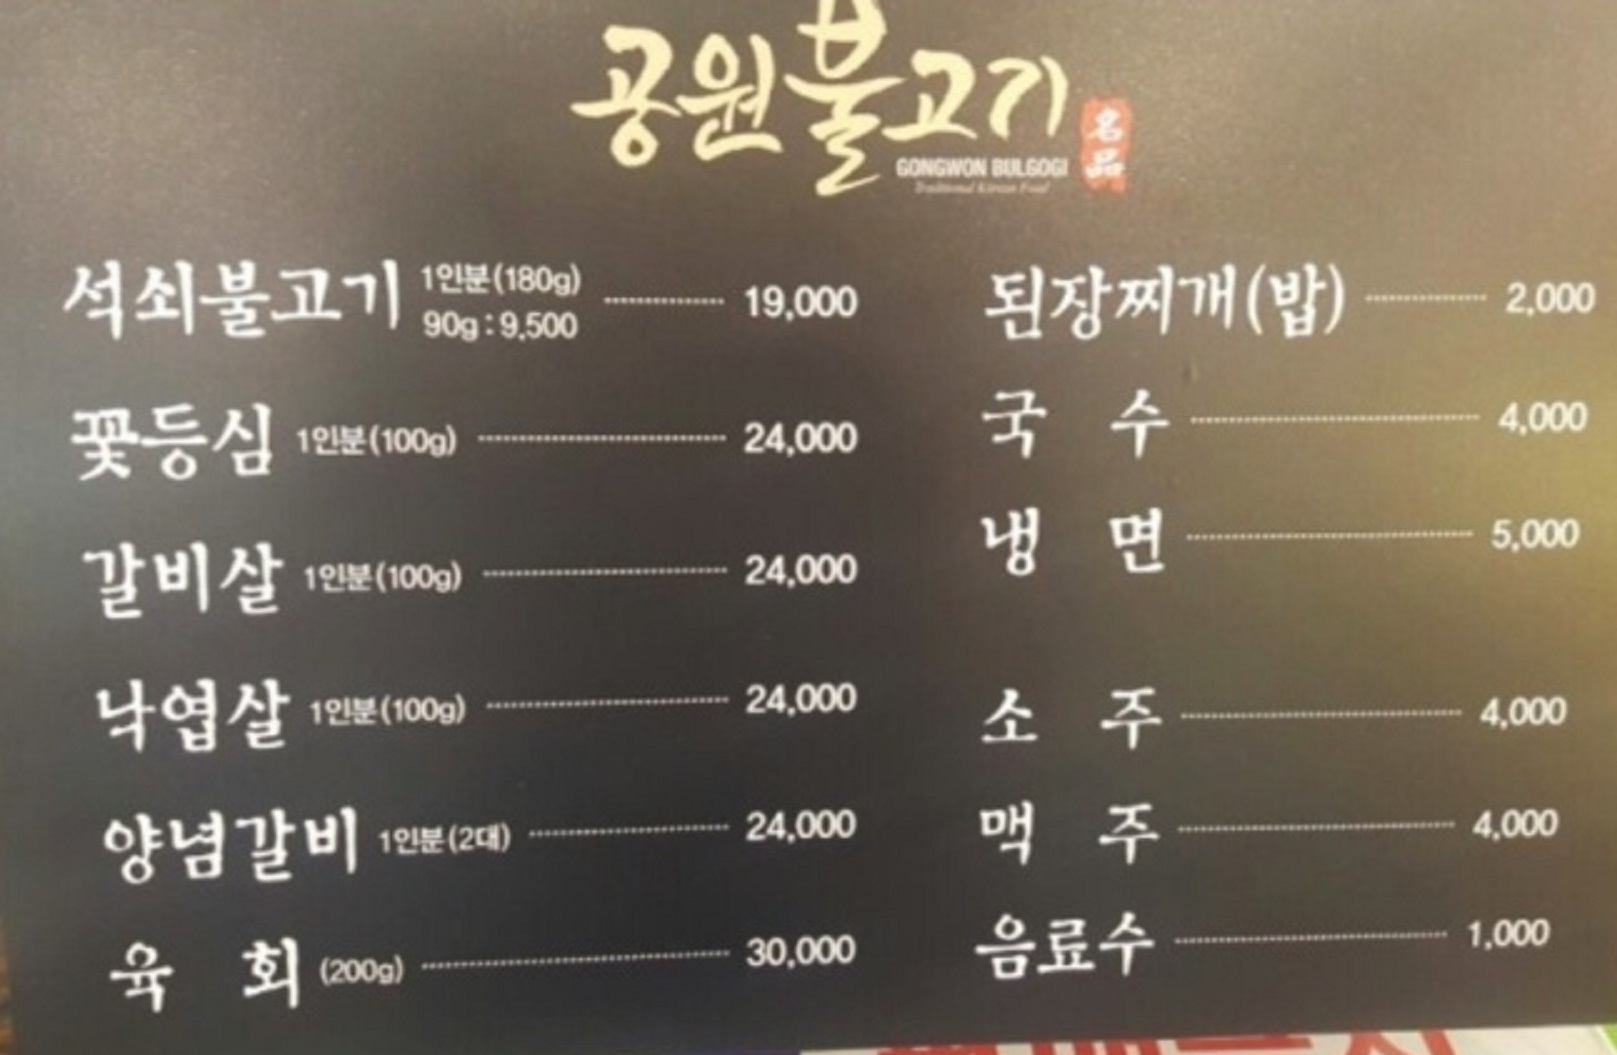 공원불고기
名品
GONGWON BULGOGI
Traditional Korean Food
석쇠불고기 1인분(180g) 19,000
90g : 9,500
꽃등심 1인분(100g) 24,000
갈비살 1인분(100g) 24,000
낙엽살 1인분(100g) 24,000
양념갈비 1인분(2대) 24,000
육 회 (200g) 30,000
된장찌개(밥) 2,000
국 수 4,000
냉 면 5,000
소 주 4,000
맥 주 4,000
음료수 1,000